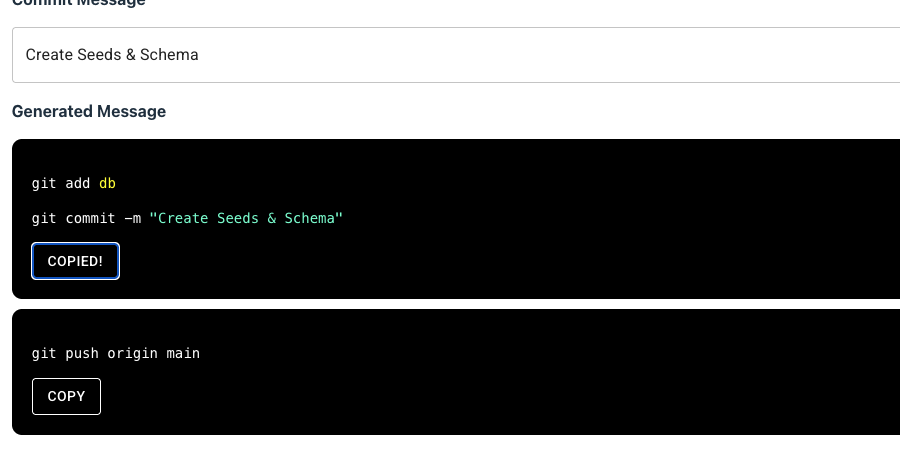 Commit Message
Create Seeds & Schema
Generated Message
git add db
git commit -m "Create Seeds & Schema"
COPIED!
git push origin main
COPY